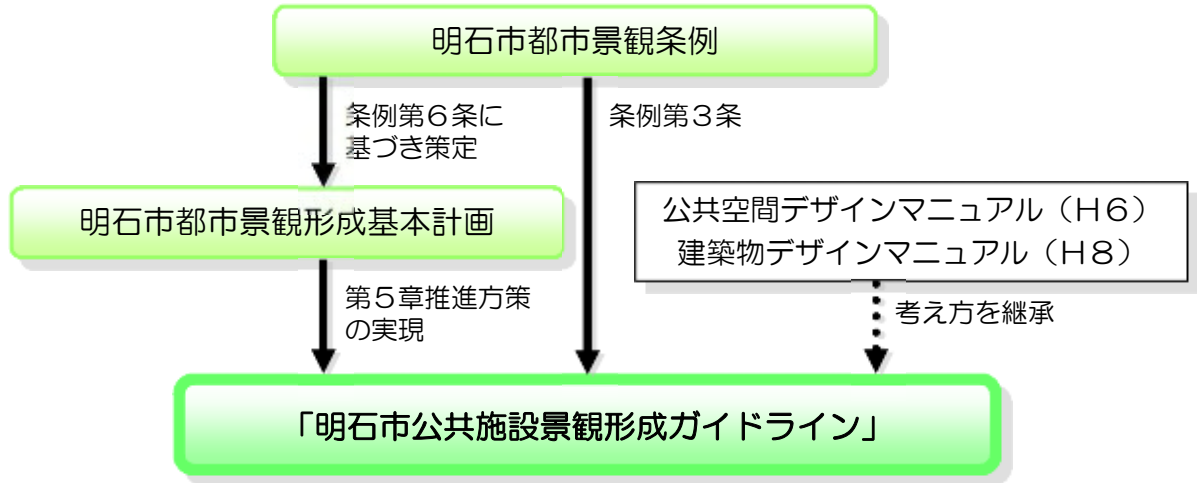 明石市都市景観条例
条例第６条に
基づき策定
条例第３条
明石市都市景観形成基本計画
公共空間デザインマニュアル（Ｈ６）
建築物デザインマニュアル（Ｈ８）
第５章推進方策
の実現
考え方を継承
「明石市公共施設景観形成ガイドライン」